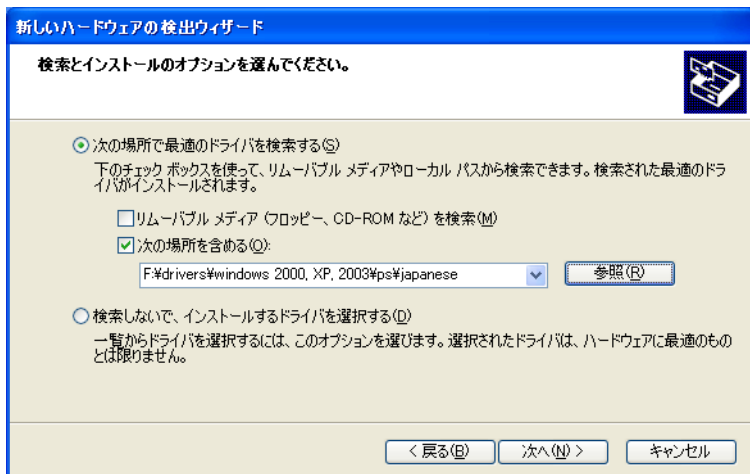 新しいハードウェアの検出ウィザード
検索とインストールのオプションを選んでください。
次の場所で最適のドライバを検索する(S)
下のチェック ボックスを使って、リムーバブル メディアやローカル パスから検索できます。検索された最適のドラ
イバがインストールされます。
リムーバブル メディア (フロッピー、CD-ROM など) を検索(M)
次の場所を含める(O):
F:¥drivers¥windows 2000, XP, 2003¥ps¥japanese
参照(R)
検索しないで、インストールするドライバを選択する(D)
一覧からドライバを選択するには、このオプションを選びます。選択されたドライバは、ハードウェアに最適のもの
とは限りません。
< 戻る(B)
次へ(N) >
キャンセル